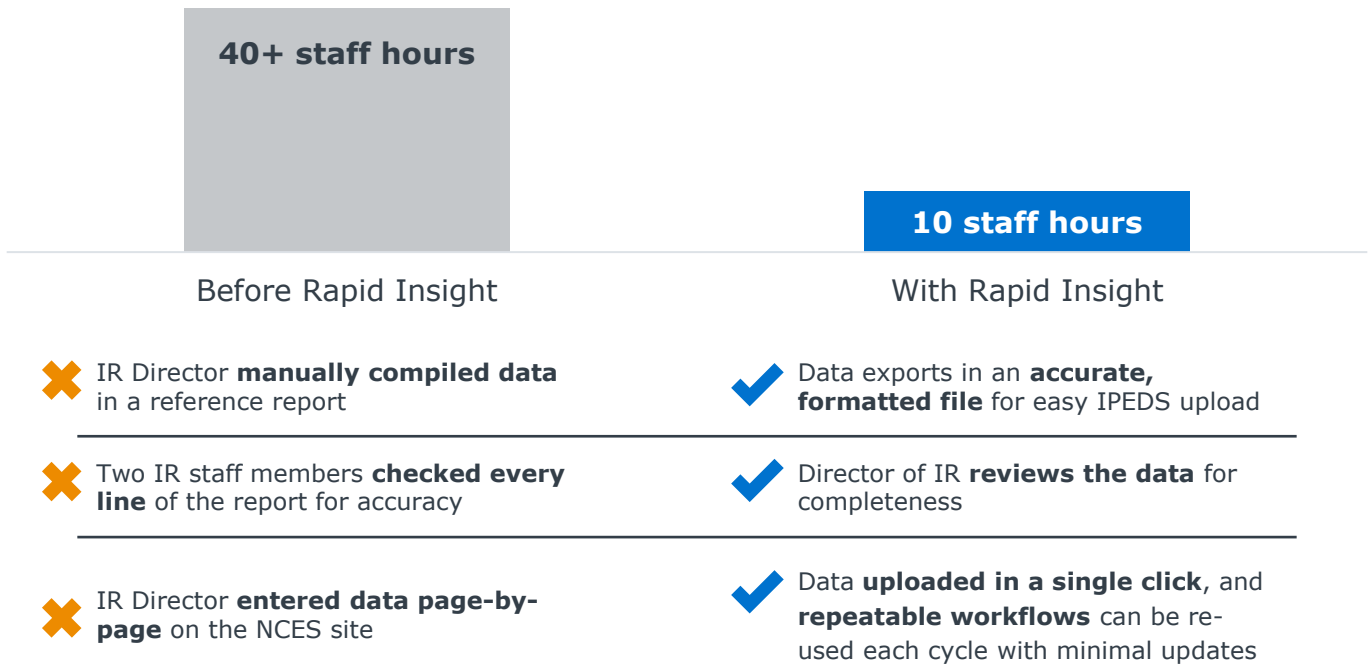 40+ staff hours
10 staff hours
Before Rapid Insight
With Rapid Insight
IR Director manually compiled data
in a reference report
Data exports in an accurate,
formatted file for easy IPEDS upload
Two IR staff members checked every
line of the report for accuracy
Director of IR reviews the data for
completeness
IR Director entered data page-by-
page on the NCES site
Data uploaded in a single click, and
repeatable workflows can be re-
used each cycle with minimal updates